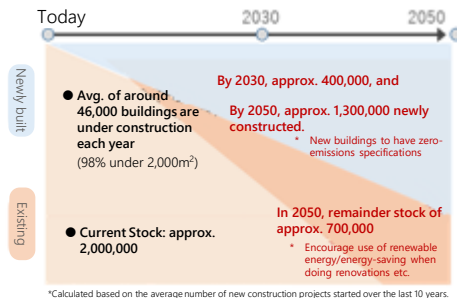 Today
2030
2050
Newly built
● Avg. of around
46,000 buildings are
under construction
each year
(98% under 2,000m²)
By 2030, approx. 400,000, and
By 2050, approx. 1,300,000 newly
constructed.
* New buildings to have zero-
emissions specifications
Existing
● Current Stock: approx.
2,000,000
In 2050, remainder stock of
approx. 700,000
* Encourage use of renewable
energy/energy-saving when
doing renovations etc.
*Calculated based on the average number of new construction projects started over the last 10 years.